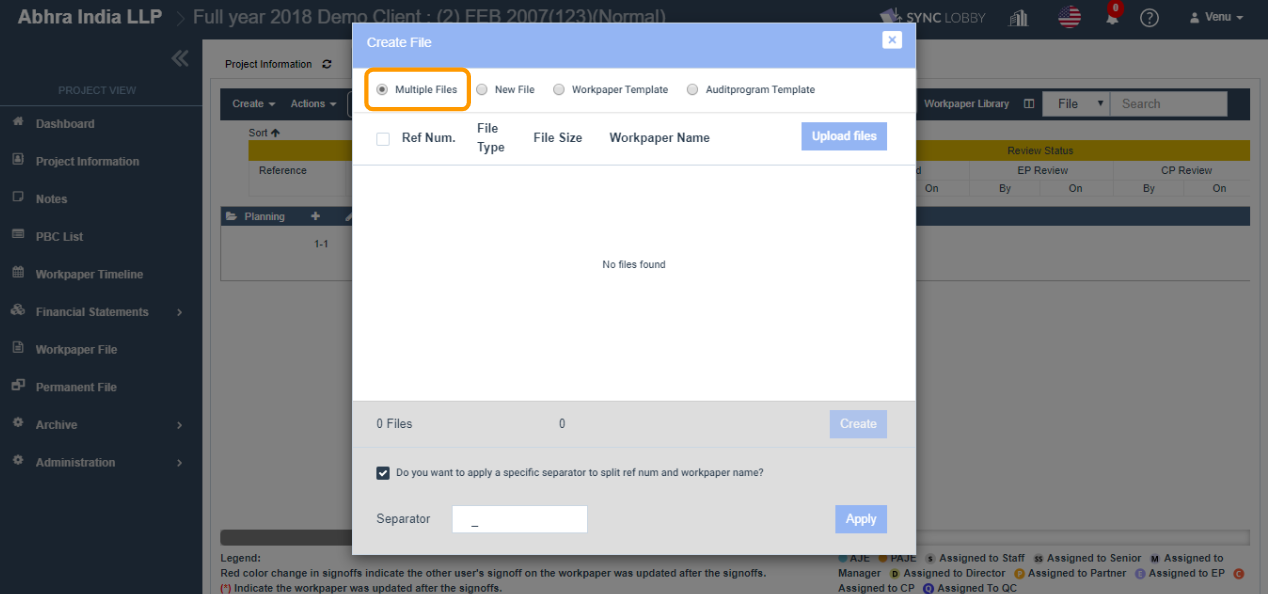 Abhra India LLP > Full year 2018 Demo Client : (2) FEB 2007(123)(Normal)
SYNC LOBBY
0
?
Venu
PROJECT VIEW
Dashboard
Project Information
Notes
PBC List
Workpaper Timeline
Financial Statements
Workpaper File
Permanent File
Archive
Administration
Project Information
Create Actions
Workpaper Library File Search
Sort
Review Status
Reference
EP Review CP Review
On By On By On
Planning
1-1
Create File
Multiple Files New File Workpaper Template Auditprogram Template
Ref Num. File Type File Size Workpaper Name Upload files
No files found
0 Files 0 Create
Do you want to apply a specific separator to split ref num and workpaper name?
Separator _ Apply
Legend:
Red color change in signoffs indicate the other user's signoff on the workpaper was updated after the signoffs.
(*) Indicate the workpaper was updated after the signoffs.
AJE PAJE S Assigned to Staff SS Assigned to Senior M Assigned to
Manager D Assigned to Director P Assigned to Partner E Assigned to EP C
Assigned to CP Q Assigned To QC